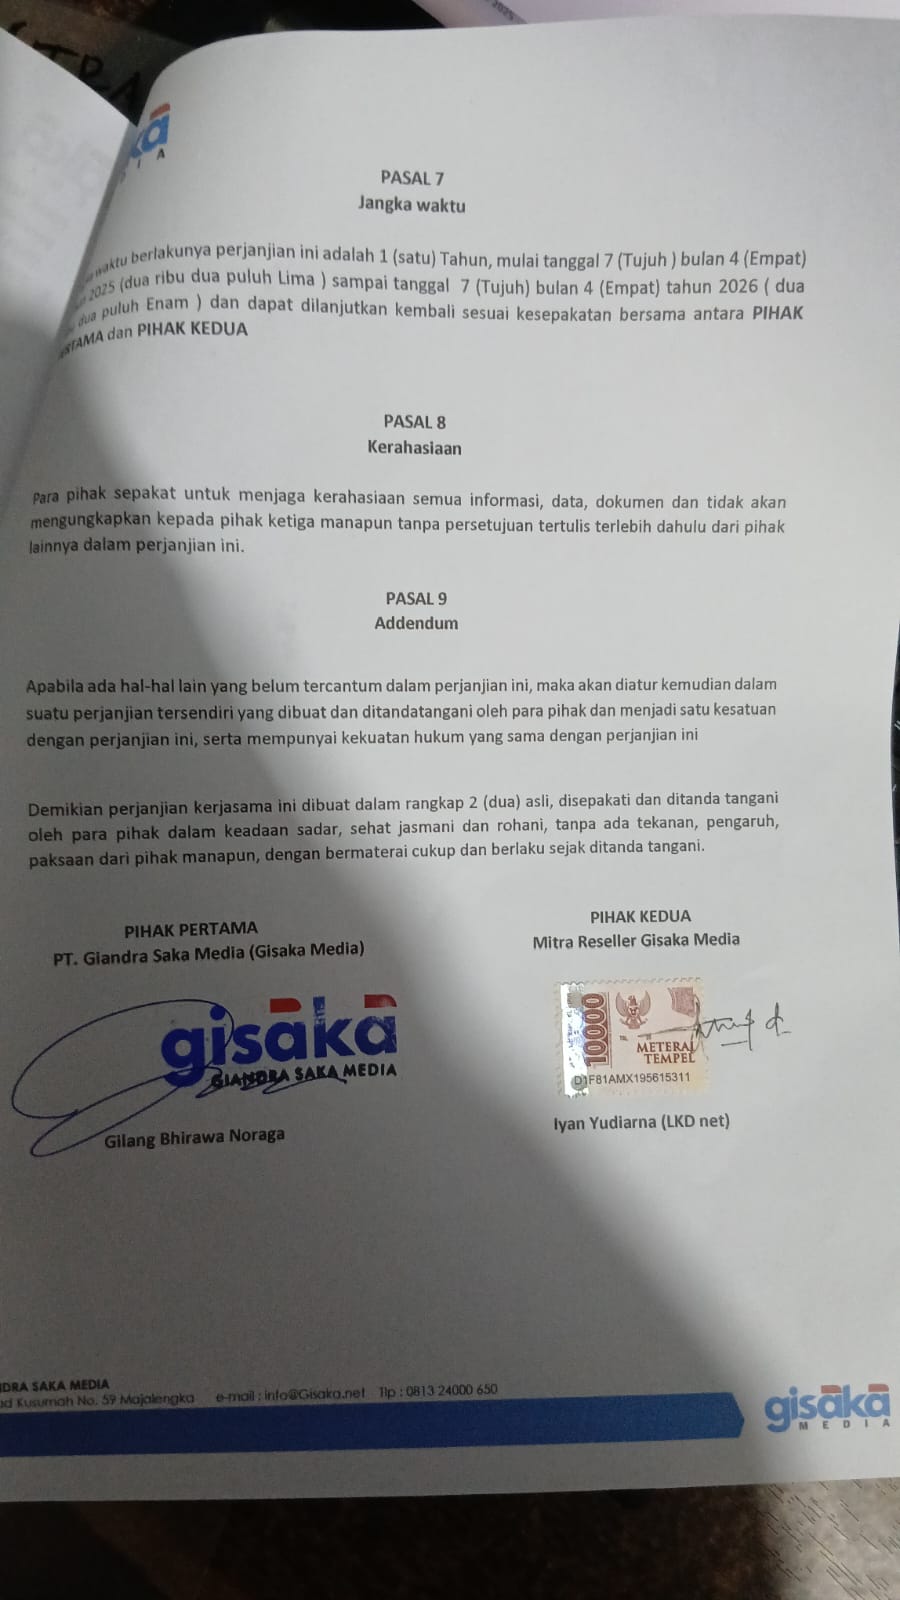 2025
PASAL 7
Jangka waktu
waktu berlakunya perjanjian ini adalah 1 (satu) Tahun, mulai tanggal 7 (Tujuh ) bulan 4 (Empat)
2025 (dua ribu dua puluh Lima ) sampai tanggal 7 (Tujuh) bulan 4 (Empat) tahun 2026 ( dua
dua puluh Enam ) dan dapat dilanjutkan kembali sesuai kesepakatan bersama antara PIHAK
dan PIHAK KEDUA
PASAL 8
Kerahasiaan
Para pihak sepakat untuk menjaga kerahasiaan semua informasi, data, dokumen dan tidak akan
mengungkapkan kepada pihak ketiga manapun tanpa persetujuan tertulis terlebih dahulu dari pihak
lainnya dalam perjanjian ini.
PASAL 9
Addendum
Apabila ada hal-hal lain yang belum tercantum dalam perjanjian ini, maka akan diatur kemudian dalam
suatu perjanjian tersendiri yang dibuat dan ditandatangani oleh para pihak dan menjadi satu kesatuan
dengan perjanjian ini, serta mempunyai kekuatan hukum yang sama dengan perjanjian ini
Demikian perjanjian kerjasama ini dibuat dalam rangkap 2 (dua) asli, disepakati dan ditanda tangani
oleh para pihak dalam keadaan sadar, sehat jasmani dan rohani, tanpa ada tekanan, pengaruh,
paksaan dari pihak manapun, dengan bermaterai cukup dan berlaku sejak ditanda tangani.
PIHAK PERTAMA
PT. Giandra Saka Media (Gisaka Media)
gisaka
GIANDRA SAKA MEDIA
Gilang Bhirawa Noraga
PIHAK KEDUA
Mitra Reseller Gisaka Media
10000
METERAI
TEMPEL
D1F81AMX195615311
Iyan Yudiarna (LKD net)
SAKA MEDIA
Kusumah No. 59 Majalengka e-mail : info@Gisaka.net Tlp : 0813 24000 650
gisaka
MEDIA